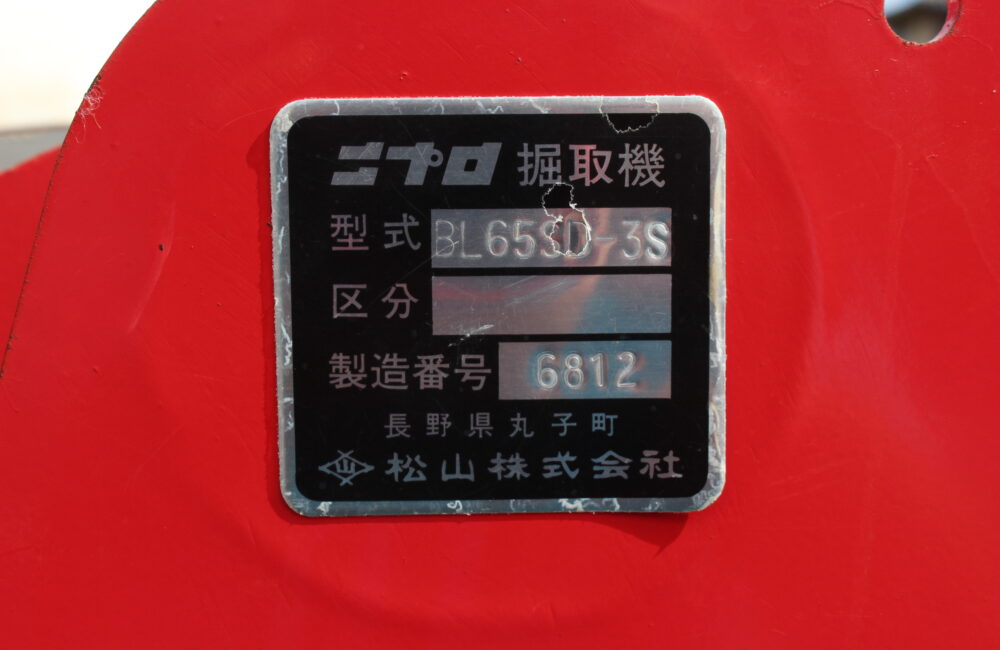 ニプロ 掘取機
型式 BL65SD-3S
区分
製造番号 6812
長野県丸子町
松山株式会社